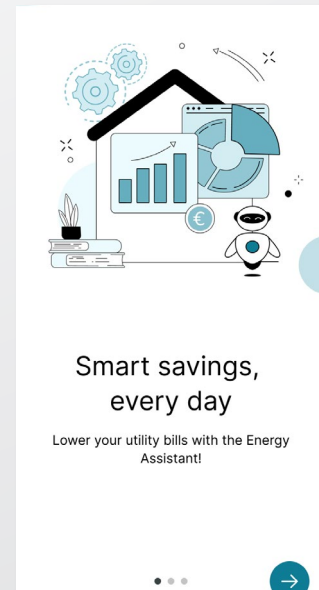 €
Smart savings,
every day
Lower your utility bills with the Energy
Assistant!